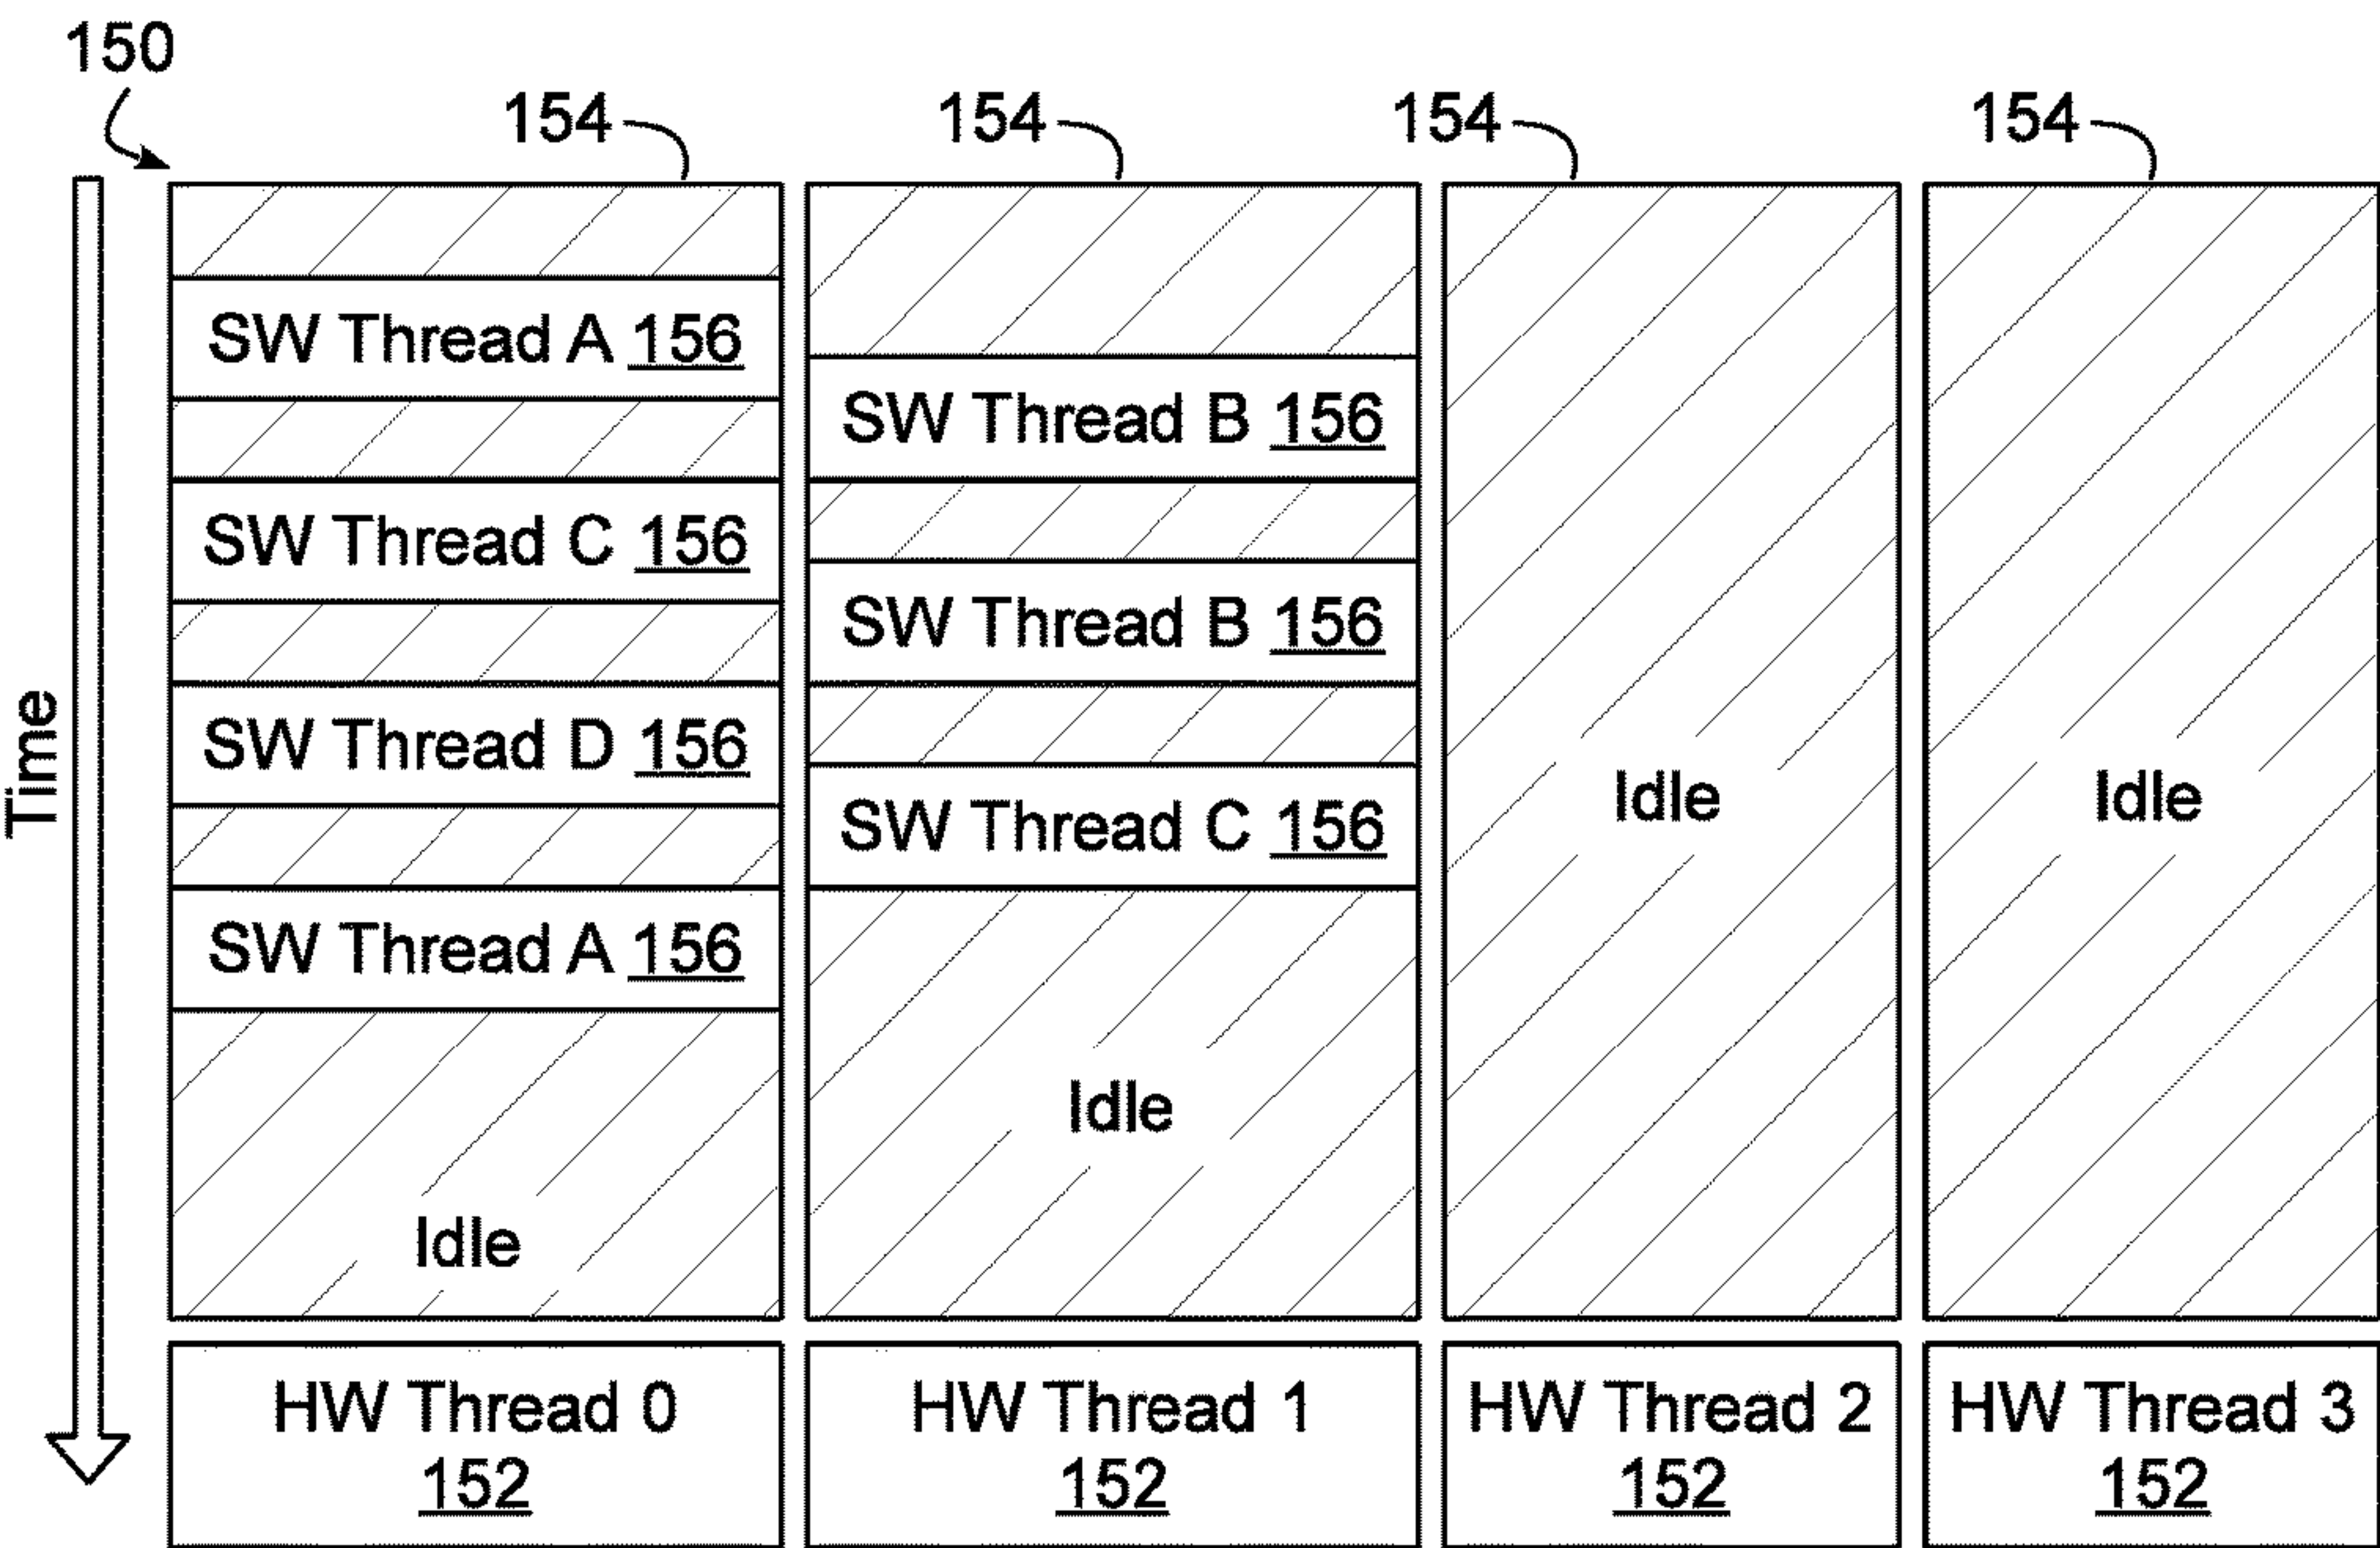 150
154
154
154
154
SW Thread A 156
SW Thread B 156
SW Thread C 156
SW Thread B 156
SW Thread D 156
SW Thread C 156
SW Thread A 156
Time
Idle
Idle
Idle
Idle
HW Thread 0
152
HW Thread 1
152
HW Thread 2
152
HW Thread 3
152